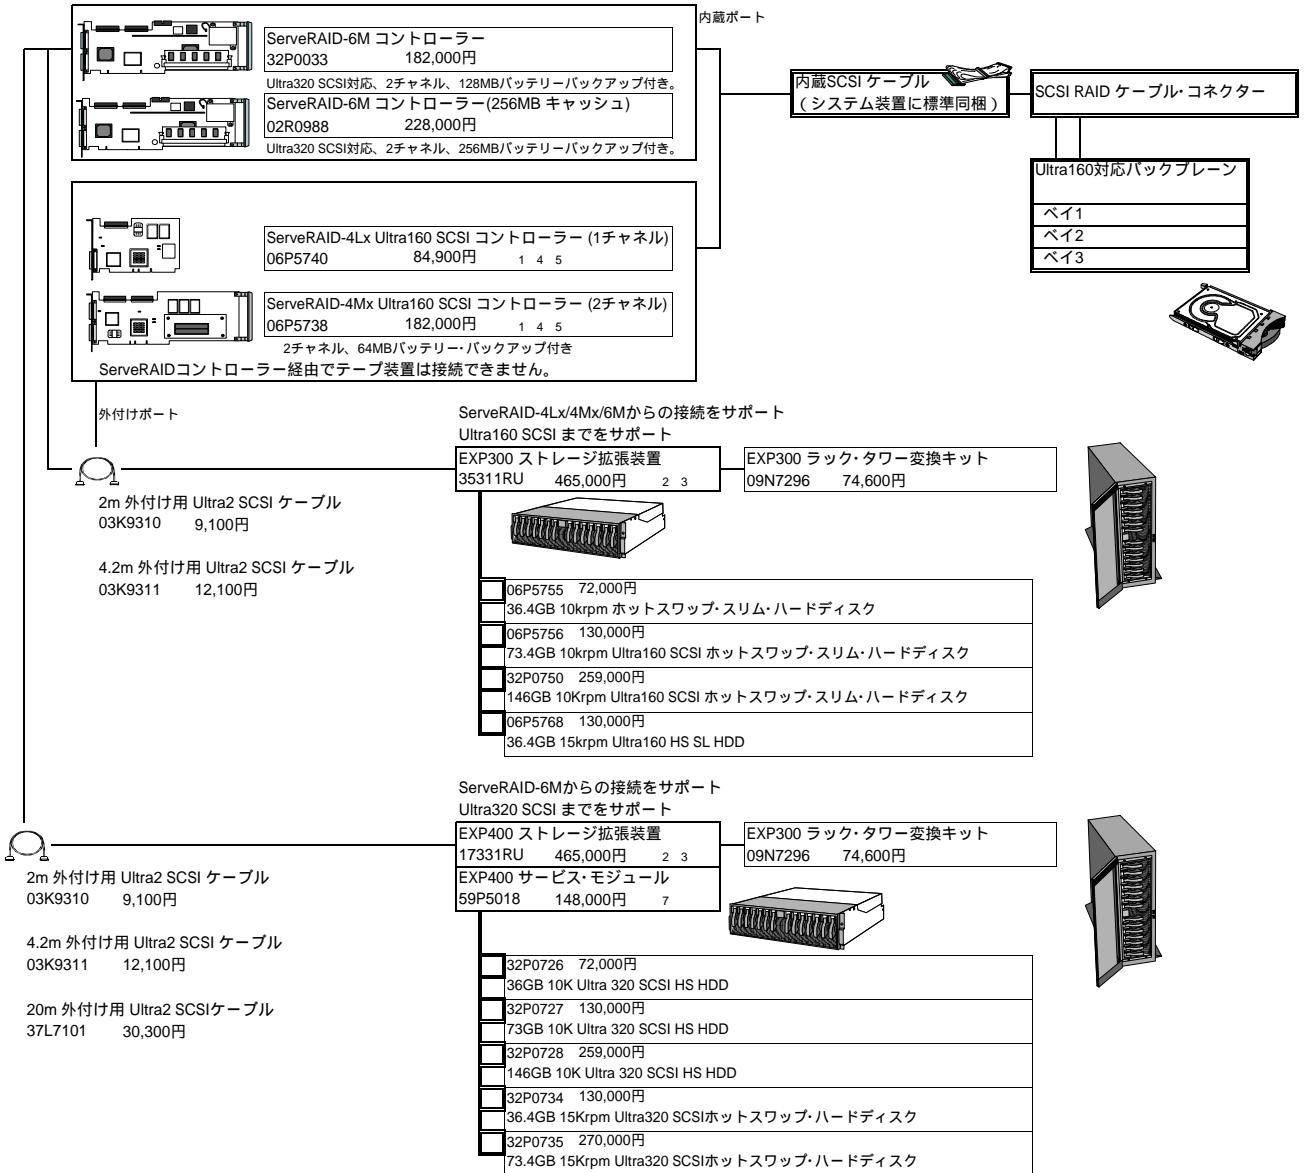 内蔵ポート
ServeRAID-6M コントローラー
32P0033 182,000円
Ultra320 SCSI対応、2チャネル、128MBバッテリーバックアップ付き。
ServeRAID-6M コントローラー(256MB キャッシュ)
02R0988 228,000円
Ultra320 SCSI対応、2チャネル、256MBバッテリーバックアップ付き。
内蔵SCSI ケーブル
(システム装置に標準同梱)
SCSI RAID ケーブル・コネクター
Ultra160対応バックプレーン
ベイ1
ベイ2
ベイ3
ServeRAID-4Lx Ultra160 SCSI コントローラー (1チャネル)
06P5740 84,900円 1 4 5
ServeRAID-4Mx Ultra160 SCSI コントローラー (2チャネル)
06P5738 182,000円 1 4 5
2チャネル、64MBバッテリー・バックアップ付き
ServeRAIDコントローラー経由でテープ装置は接続できません。
外付けポート
ServeRAID-4Lx/4Mx/6Mからの接続をサポート
Ultra160 SCSI までをサポート
EXP300 ストレージ拡張装置
35311RU 465,000円 2 3
EXP300 ラック・タワー変換キット
09N7296 74,600円
2m 外付け用 Ultra2 SCSI ケーブル
03K9310 9,100円
4.2m 外付け用 Ultra2 SCSI ケーブル
03K9311 12,100円
06P5755 72,000円
36.4GB 10krpm ホットスワップ・スリム・ハードディスク
06P5756 130,000円
73.4GB 10krpm Ultra160 SCSI ホットスワップ・スリム・ハードディスク
32P0750 259,000円
146GB 10Krpm Ultra160 SCSI ホットスワップ・スリム・ハードディスク
06P5768 130,000円
36.4GB 15krpm Ultra160 HS SL HDD
ServeRAID-6Mからの接続をサポート
Ultra320 SCSI までをサポート
EXP400 ストレージ拡張装置
17331RU 465,000円 2 3
EXP400 サービス・モジュール
59P5018 148,000円 7
EXP300 ラック・タワー変換キット
09N7296 74,600円
2m 外付け用 Ultra2 SCSI ケーブル
03K9310 9,100円
4.2m 外付け用 Ultra2 SCSI ケーブル
03K9311 12,100円
20m 外付け用 Ultra2 SCSIケーブル
37L7101 30,300円
32P0726 72,000円
36GB 10K Ultra 320 SCSI HS HDD
32P0727 130,000円
73GB 10K Ultra 320 SCSI HS HDD
32P0728 259,000円
146GB 10K Ultra 320 SCSI HS HDD
32P0734 130,000円
36.4GB 15Krpm Ultra320 SCSIホットスワップ・ハードディスク
32P0735 270,000円
73.4GB 15Krpm Ultra320 SCSIホットスワップ・ハードディスク